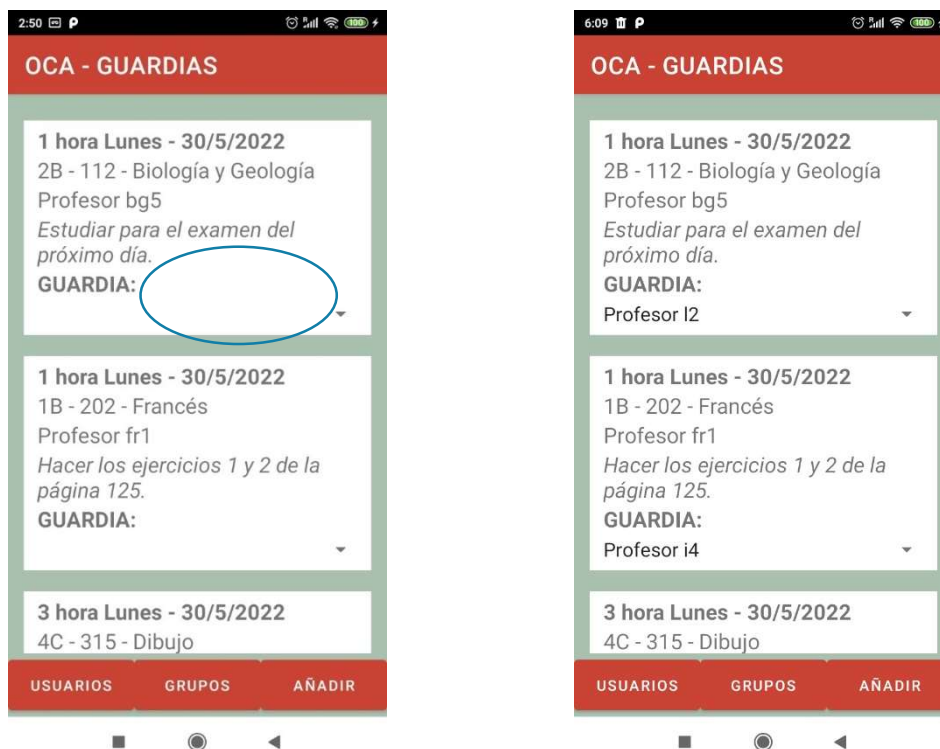 2:50
100
OCA - GUARDIAS
1 hora Lunes - 30/5/2022
2B - 112 - Biología y Geología
Profesor bg5
Estudiar para el examen del
próximo día.
GUARDIA:
1 hora Lunes - 30/5/2022
1B - 202 - Francés
Profesor fr1
Hacer los ejercicios 1 y 2 de la
página 125.
GUARDIA:
3 hora Lunes - 30/5/2022
4C - 315 - Dibujo
USUARIOS GRUPOS AÑADIR
6:09
100
OCA - GUARDIAS
1 hora Lunes - 30/5/2022
2B - 112 - Biología y Geología
Profesor bg5
Estudiar para el examen del
próximo día.
GUARDIA:
Profesor l2
1 hora Lunes - 30/5/2022
1B - 202 - Francés
Profesor fr1
Hacer los ejercicios 1 y 2 de la
página 125.
GUARDIA:
Profesor i4
3 hora Lunes - 30/5/2022
4C - 315 - Dibujo
USUARIOS GRUPOS AÑADIR